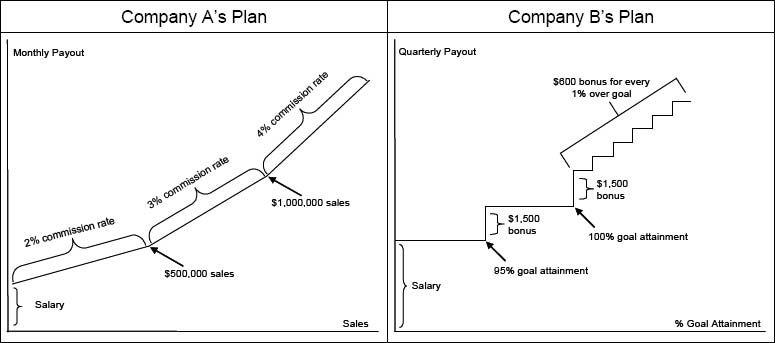 Company A's Plan
Monthly Payout
2% commission rate
3% commission rate
4% commission rate
$1,000,000 sales
$500,000 sales
Salary
Sales
Company B's Plan
Quarterly Payout
$600 bonus for every
1% over goal
$1,500
bonus
$1,500
bonus
100% goal attainment
95% goal attainment
Salary
% Goal Attainment